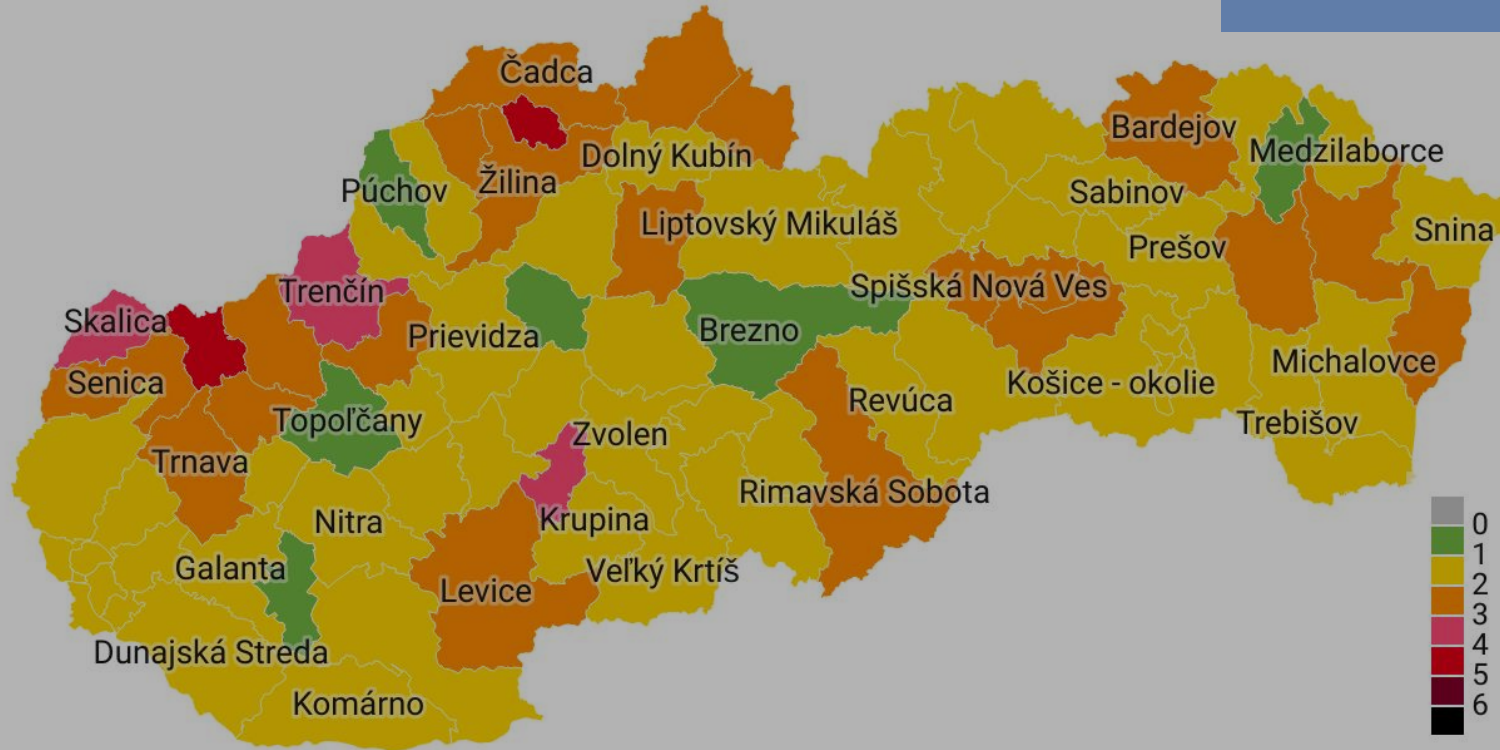 Čadca
Bardejov
Dolný Kubín
Medzilaborce
Žilina
Púchov
Sabinov
Liptovský Mikuláš
Snina
Prešov
Trenčín
Spišská Nová Ves
Skalica
Prievidza
Brezno
Michalovce
Senica
Košice - okolie
Revúca
Topoľčany
Trebišov
Zvolen
Trnava
Rimavská Sobota
Nitra
Krupina
Galanta
Veľký Krtíš
Levice
Dunajská Streda
Komárno
0
1
2
3
4
5
6